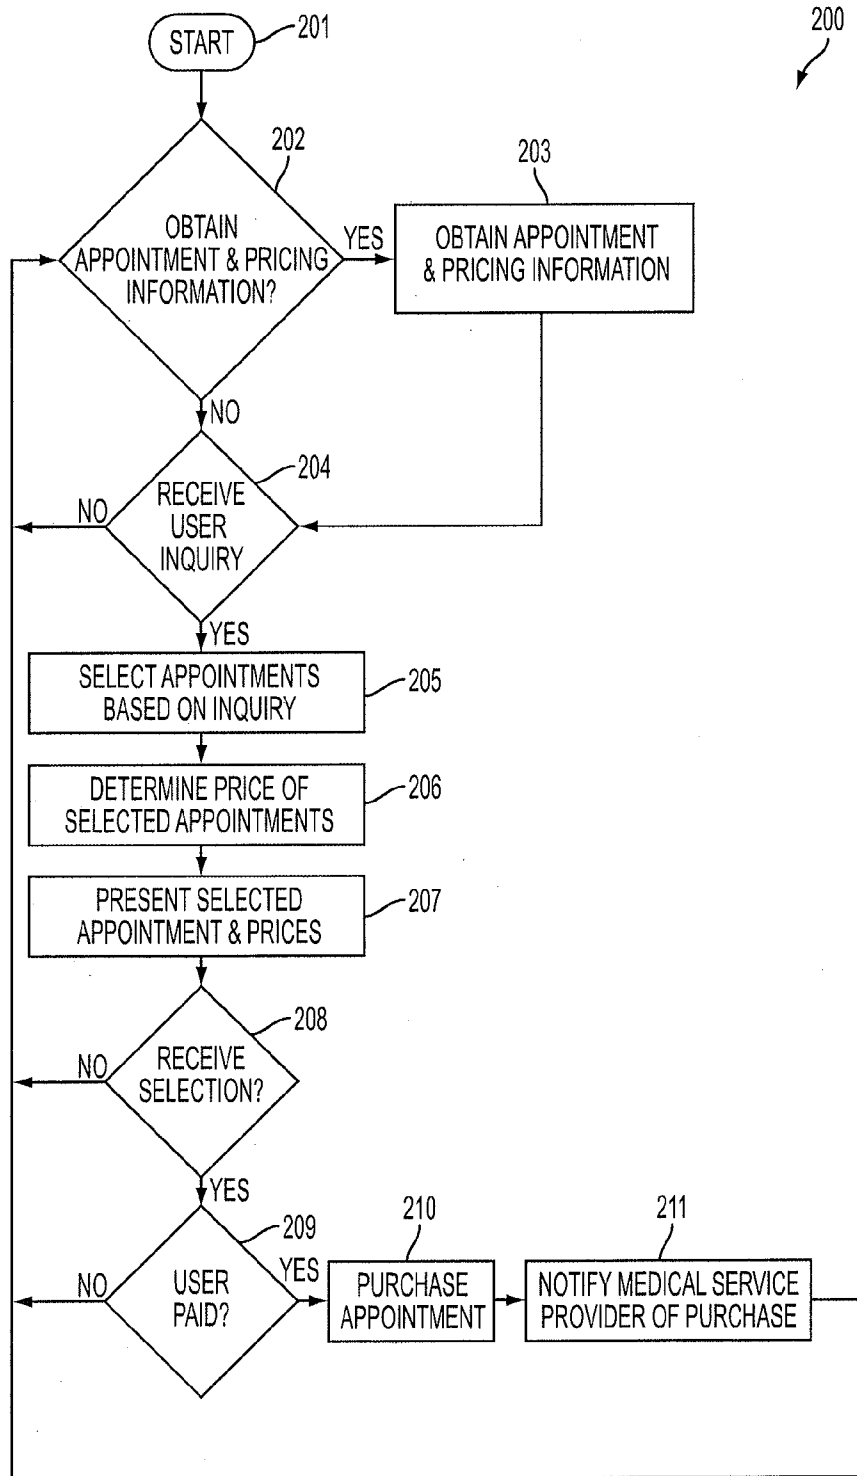 START
201
200
202
203
OBTAIN
APPOINTMENT & PRICING
INFORMATION?
YES
OBTAIN APPOINTMENT
& PRICING INFORMATION
NO
204
NO
RECEIVE
USER
INQUIRY
YES
SELECT APPOINTMENTS
BASED ON INQUIRY
205
DETERMINE PRICE OF
SELECTED APPOINTMENTS
206
PRESENT SELECTED
APPOINTMENT & PRICES
207
208
NO
RECEIVE
SELECTION?
YES
209
210
211
NO
USER
PAID?
YES
PURCHASE
APPOINTMENT
NOTIFY MEDICAL SERVICE
PROVIDER OF PURCHASE